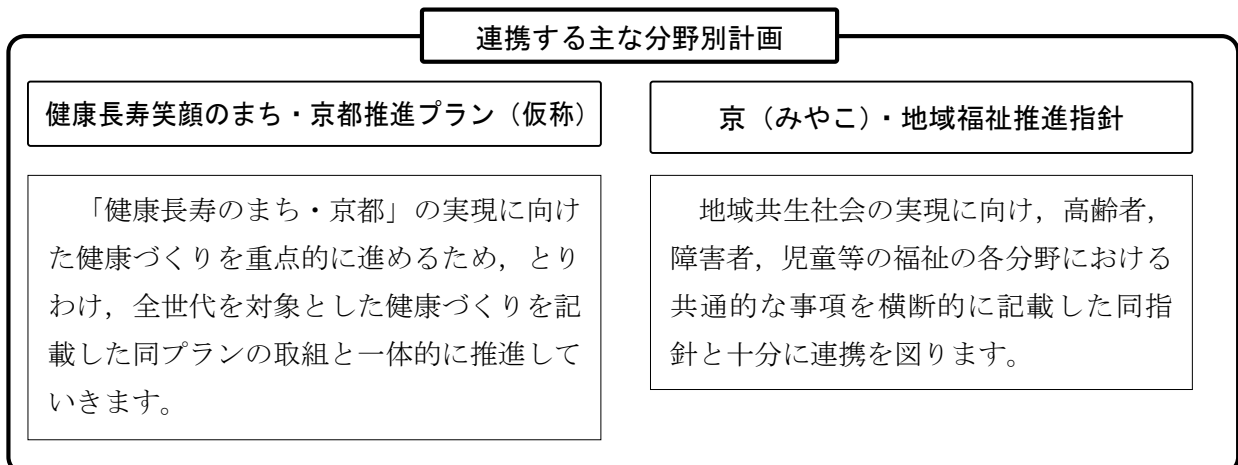 連携する主な分野別計画
健康長寿笑顔のまち・京都推進プラン（仮称）
「健康長寿のまち・京都」の実現に向け
た健康づくりを重点的に進めるため，とり
わけ，全世代を対象とした健康づくりを記
載した同プランの取組と一体的に推進して
いきます。
京（みやこ）・地域福祉推進指針
地域共生社会の実現に向け，高齢者，
障害者，児童等の福祉の各分野における
共通的な事項を横断的に記載した同指
針と十分に連携を図ります。